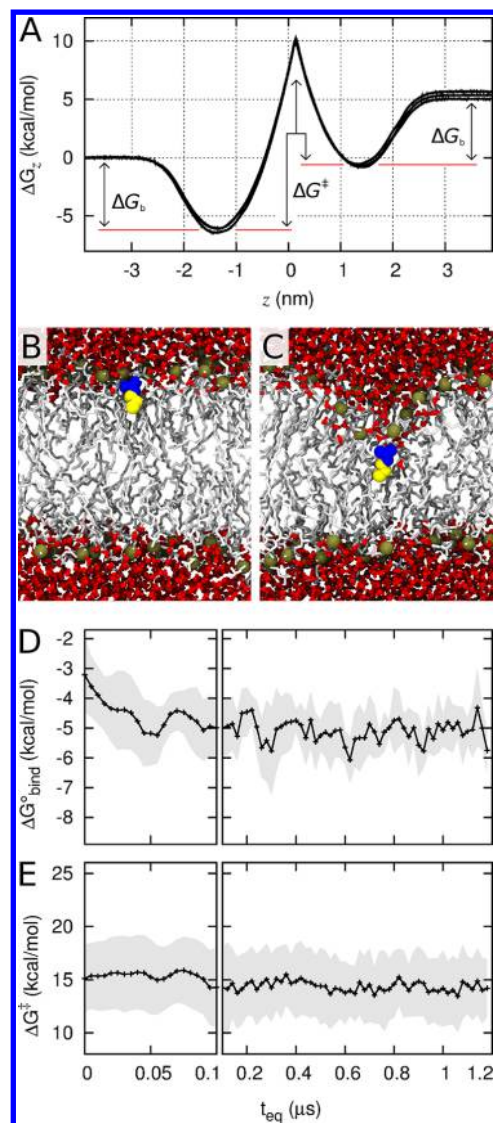 A
ΔG_z (kcal/mol)
10
5
0
-5
ΔG_b
ΔG‡
ΔG_b
-3 -2 -1 0 1 2 3
z (nm)
B C
D
ΔG°_bind (kcal/mol)
-2
-3
-4
-5
-6
-7
-8
E
ΔG‡ (kcal/mol)
25
20
15
10
0 0.05 0.1 0.2 0.4 0.6 0.8 1.0 1.2
t_eq (μs)